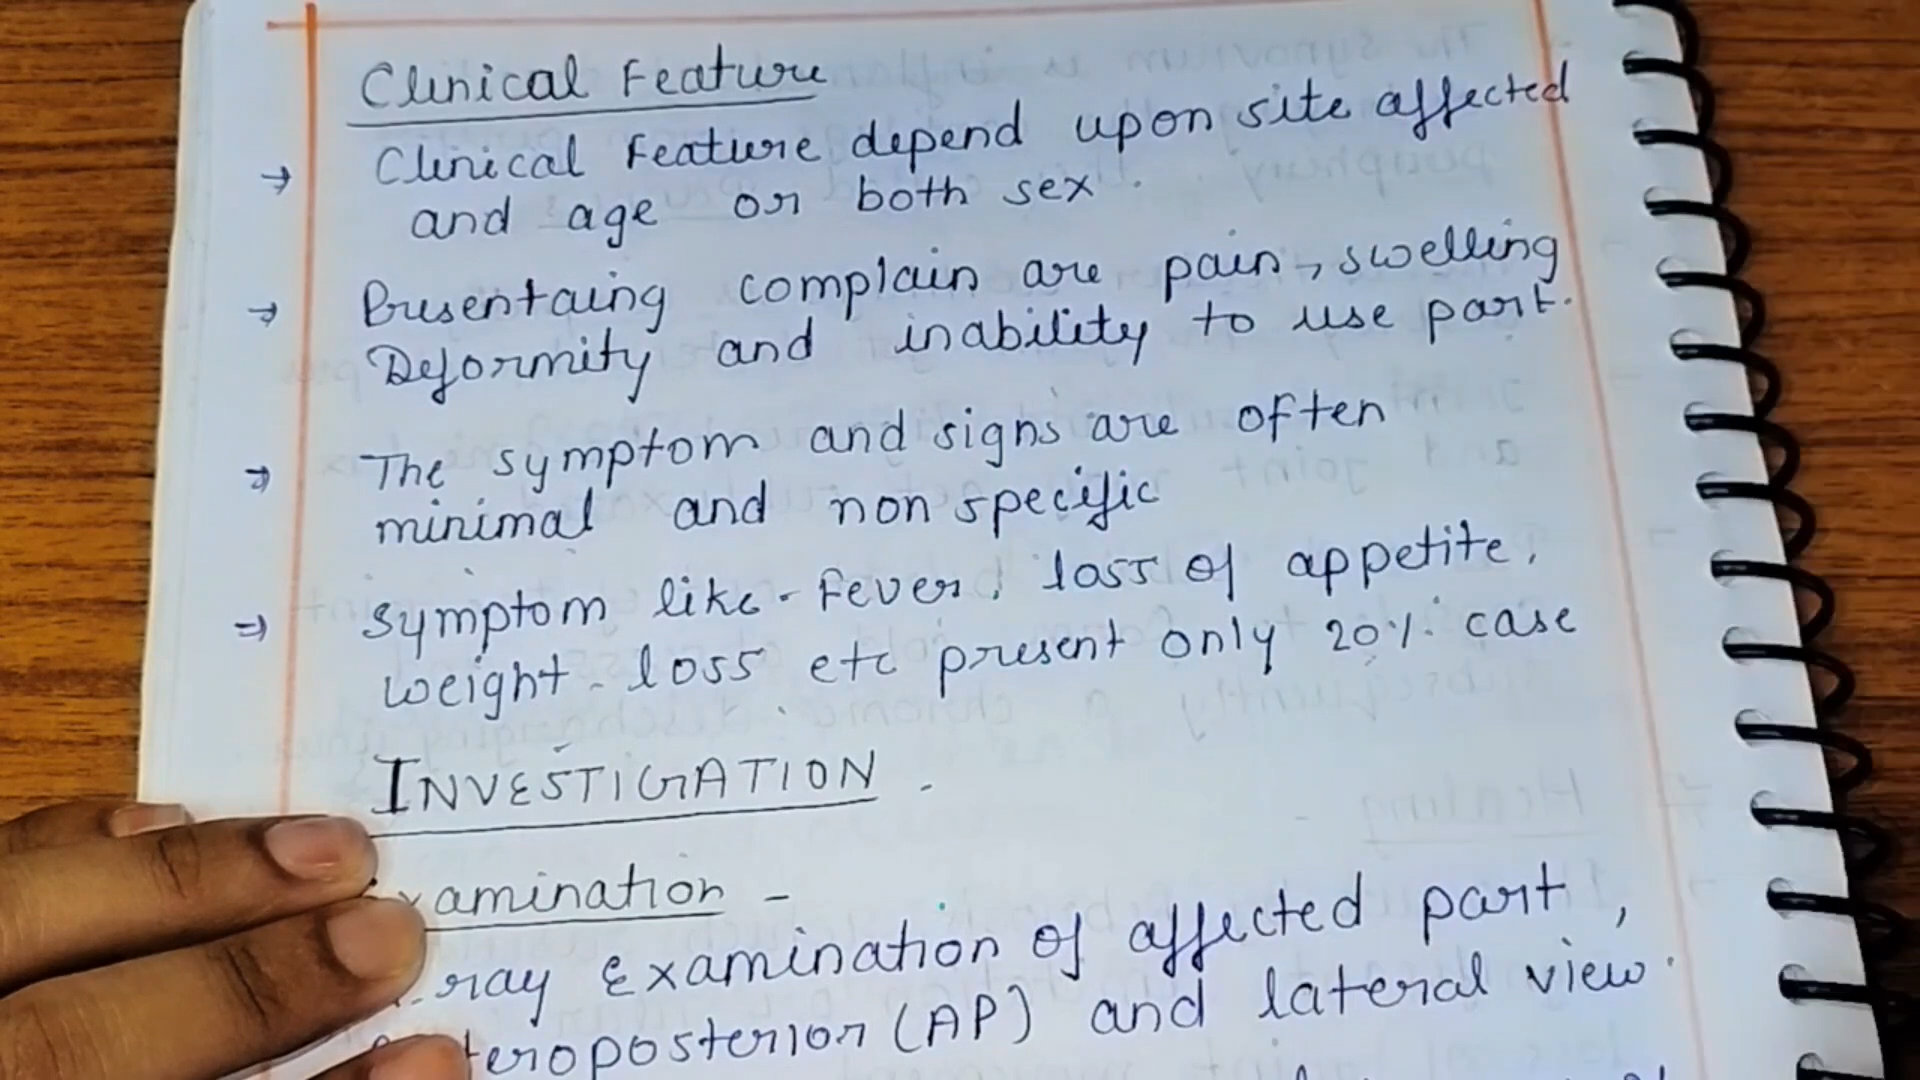 Clinical Feature
→ Clinical Feature depend upon site affected
and age or both sex.
→ Presentaing complain are pain, swelling
Deformity and inability to use part.
⇒ The symptom and signs are often
minimal and non specific
⇒ symptom like - Fever, loss of appetite,
weight - loss etc present only 20% case
INVESTIGATION -
xamination -
ray Examination of affected part,
teroposterior (AP) and lateral view.